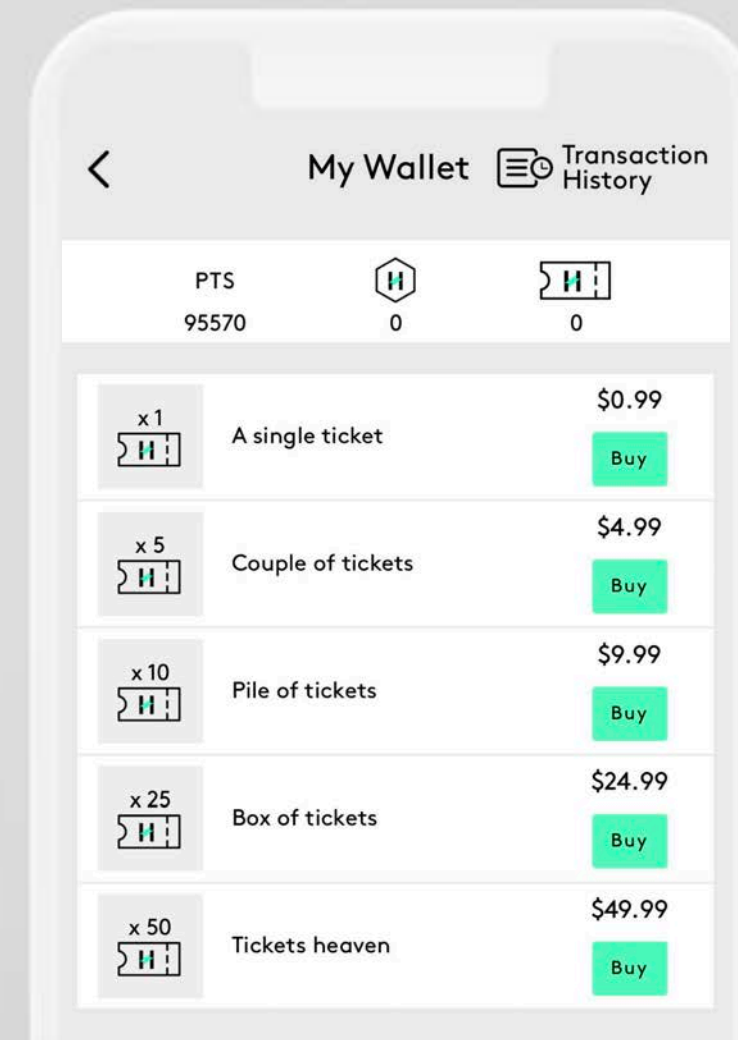 My Wallet
Transaction
History
PTS
H
H
95570
0
0
x 1
H
A single ticket
$0.99
Buy
x 5
H
Couple of tickets
$4.99
Buy
x 10
H
Pile of tickets
$9.99
Buy
x 25
H
Box of tickets
$24.99
Buy
x 50
H
Tickets heaven
$49.99
Buy